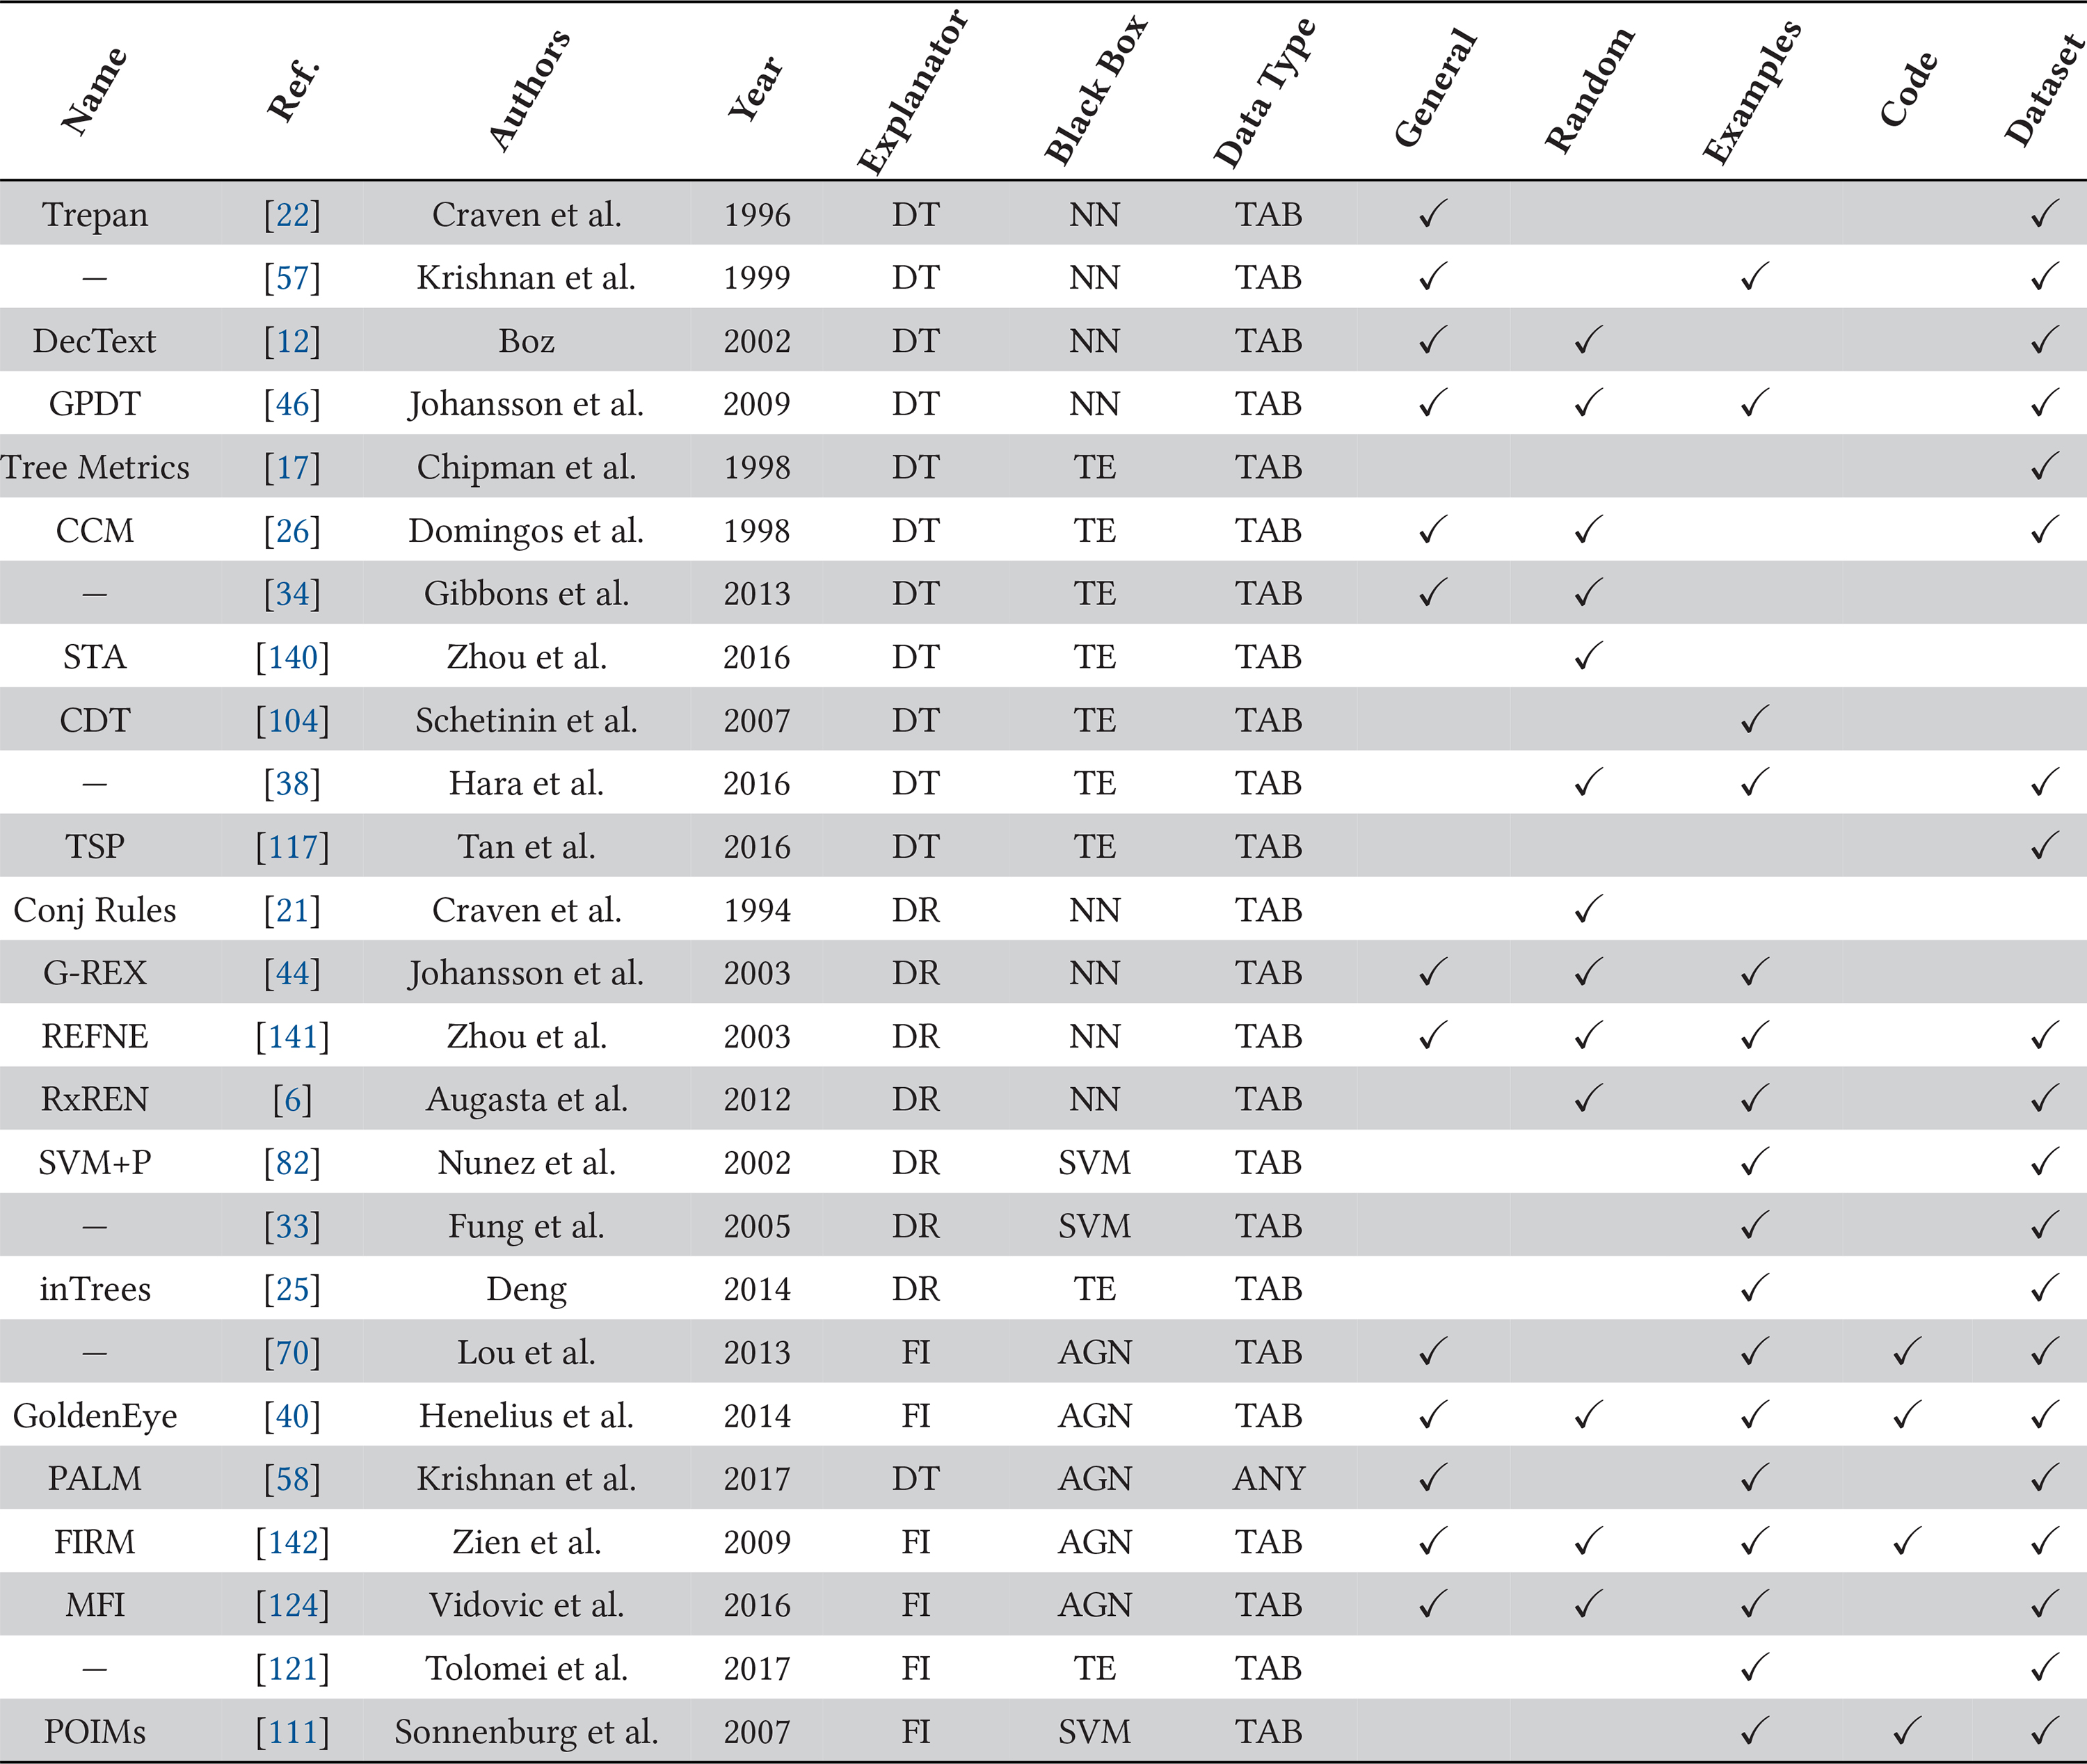 Name Ref. Authors Year Explanator Black Box Data Type General Random Examples Code Dataset
Trepan [22] Craven et al. 1996 DT NN TAB ✓ ✓
— [57] Krishnan et al. 1999 DT NN TAB ✓ ✓ ✓
DecText [12] Boz 2002 DT NN TAB ✓ ✓ ✓
GPDT [46] Johansson et al. 2009 DT NN TAB ✓ ✓ ✓ ✓
Tree Metrics [17] Chipman et al. 1998 DT TE TAB ✓
CCM [26] Domingos et al. 1998 DT TE TAB ✓ ✓ ✓
— [34] Gibbons et al. 2013 DT TE TAB ✓ ✓
STA [140] Zhou et al. 2016 DT TE TAB ✓
CDT [104] Schetinin et al. 2007 DT TE TAB ✓
— [38] Hara et al. 2016 DT TE TAB ✓ ✓ ✓
TSP [117] Tan et al. 2016 DT TE TAB ✓
Conj Rules [21] Craven et al. 1994 DR NN TAB ✓
G-REX [44] Johansson et al. 2003 DR NN TAB ✓ ✓ ✓
REFNE [141] Zhou et al. 2003 DR NN TAB ✓ ✓ ✓ ✓
RxREN [6] Augasta et al. 2012 DR NN TAB ✓ ✓ ✓
SVM+P [82] Nunez et al. 2002 DR SVM TAB ✓ ✓
— [33] Fung et al. 2005 DR SVM TAB ✓ ✓
inTrees [25] Deng 2014 DR TE TAB ✓ ✓
— [70] Lou et al. 2013 FI AGN TAB ✓ ✓ ✓ ✓
GoldenEye [40] Henelius et al. 2014 FI AGN TAB ✓ ✓ ✓ ✓ ✓
PALM [58] Krishnan et al. 2017 DT AGN ANY ✓ ✓ ✓
FIRM [142] Zien et al. 2009 FI AGN TAB ✓ ✓ ✓ ✓ ✓
MFI [124] Vidovic et al. 2016 FI AGN TAB ✓ ✓ ✓ ✓
— [121] Tolomei et al. 2017 FI TE TAB ✓ ✓
POIMs [111] Sonnenburg et al. 2007 FI SVM TAB ✓ ✓ ✓